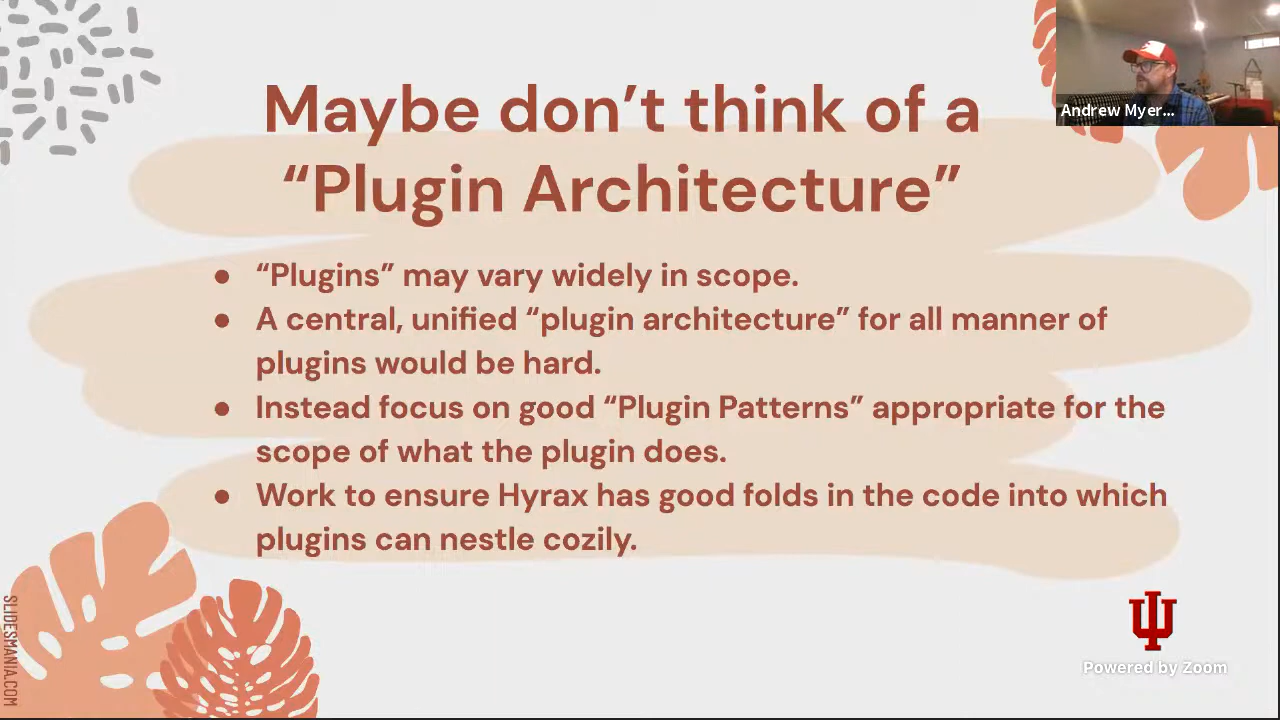 Maybe don’t think of a
“Plugin Architecture”
Andrew Myer...
● “Plugins” may vary widely in scope.
● A central, unified “plugin architecture” for all manner of
plugins would be hard.
● Instead focus on good “Plugin Patterns” appropriate for the
scope of what the plugin does.
● Work to ensure Hyrax has good folds in the code into which
plugins can nestle cozily.
SLIDESMANIA.COM
Powered by Zoom